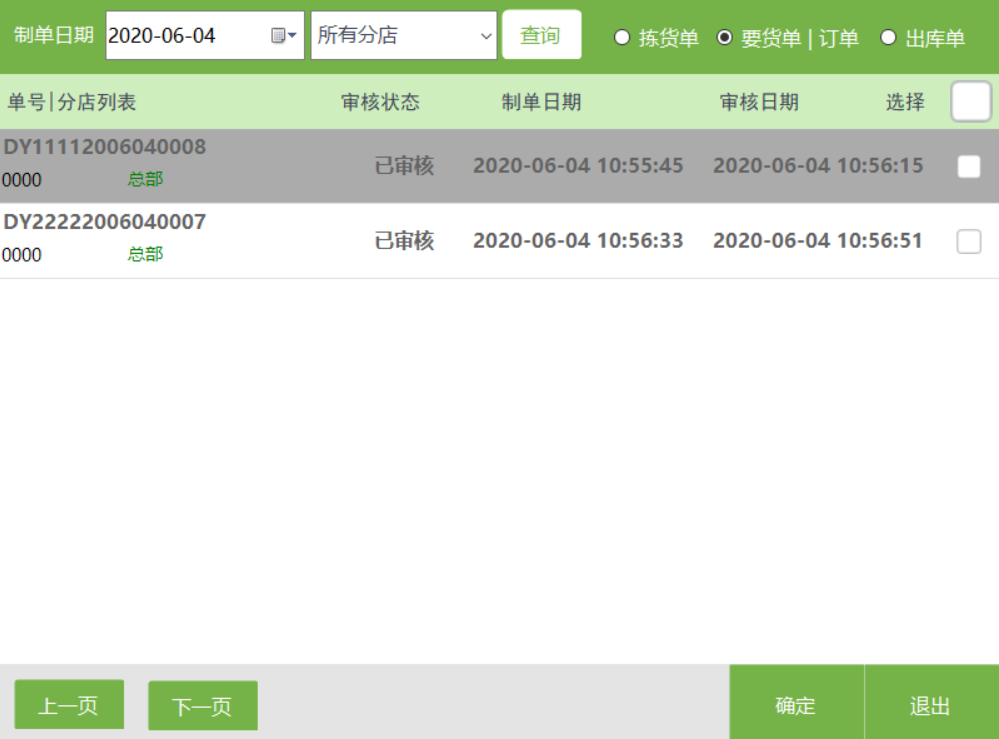 制单日期 2020-06-04 所有分店 查询 拣货单 要货单 | 订单 出库单
单号|分店列表 审核状态 制单日期 审核日期 选择
DY11112006040008
已审核 2020-06-04 10:55:45 2020-06-04 10:56:15
0000 总部
DY22222006040007
已审核 2020-06-04 10:56:33 2020-06-04 10:56:51
0000 总部
上一页 下一页 确定 退出